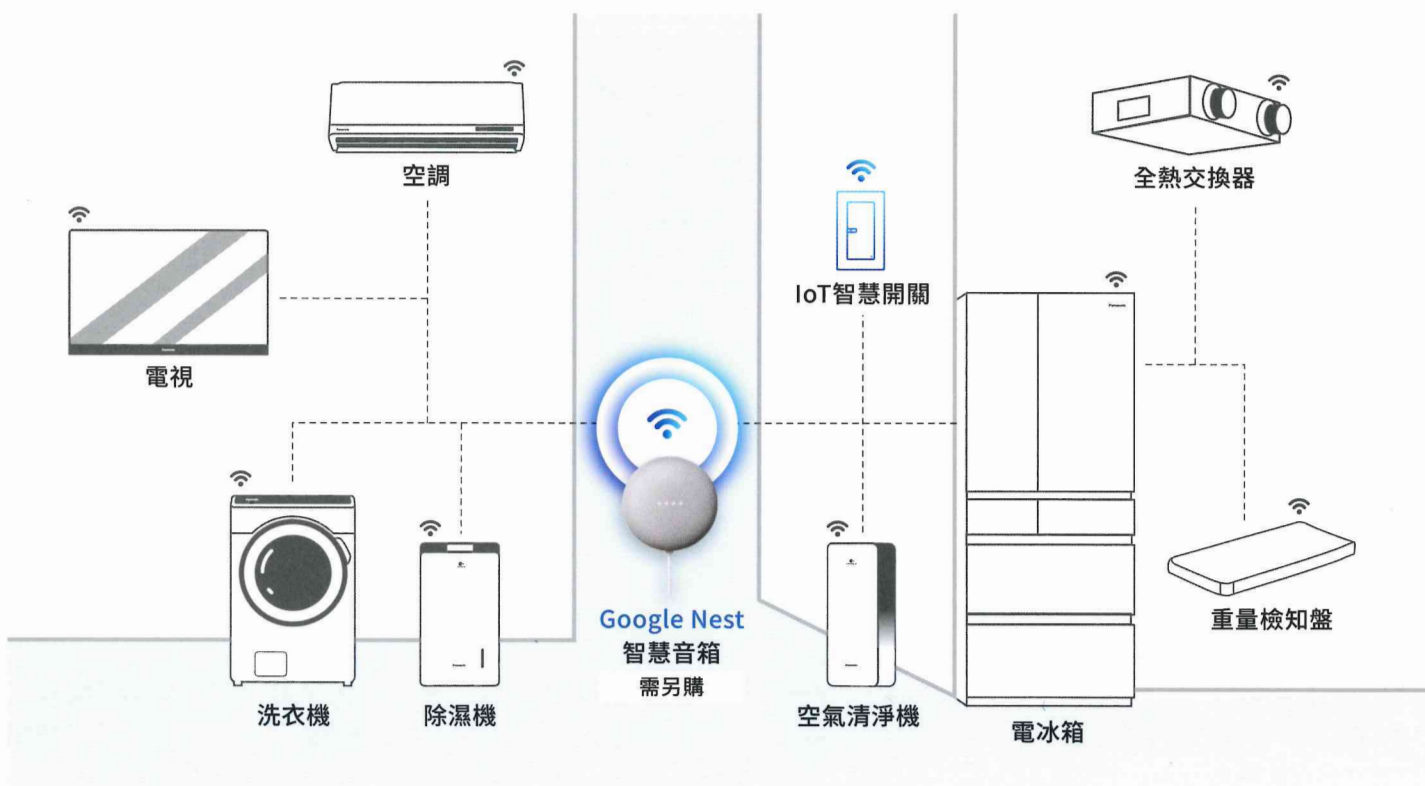 空調
全熱交換器
IoT智慧開關
Panasonic
電視
Google Nest
智慧音箱
需另購
重量檢知盤
洗衣機
除濕機
空氣清淨機
電冰箱